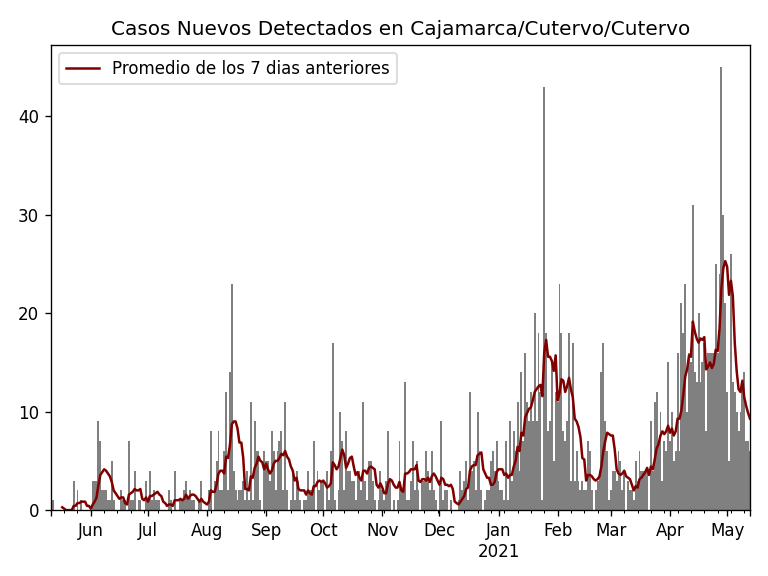 Casos Nuevos Detectados en Cajamarca/Cutervo/Cutervo
Promedio de los 7 dias anteriores
40
30
20
10
0
Jun Jul Aug Sep Oct Nov Dec Jan Feb Mar Apr May
2021